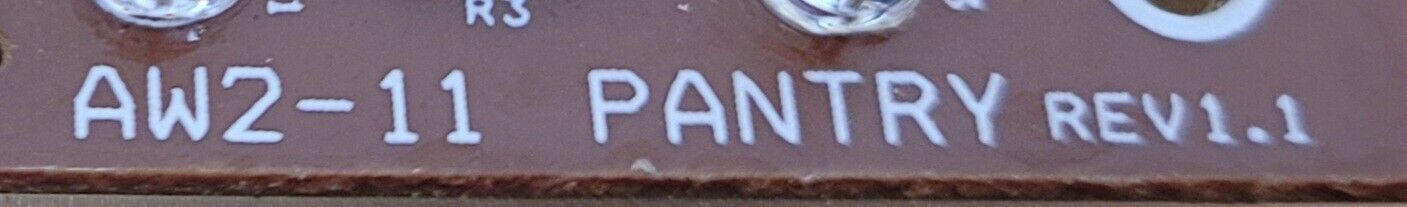 R3
AW2-11 PANTRY REV1.1